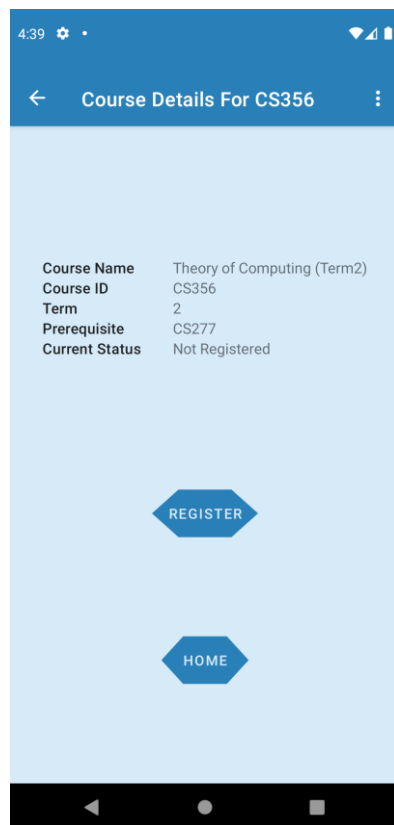 4:39
Course Details For CS356
Course Name Theory of Computing (Term2)
Course ID CS356
Term 2
Prerequisite CS277
Current Status Not Registered
REGISTER
HOME